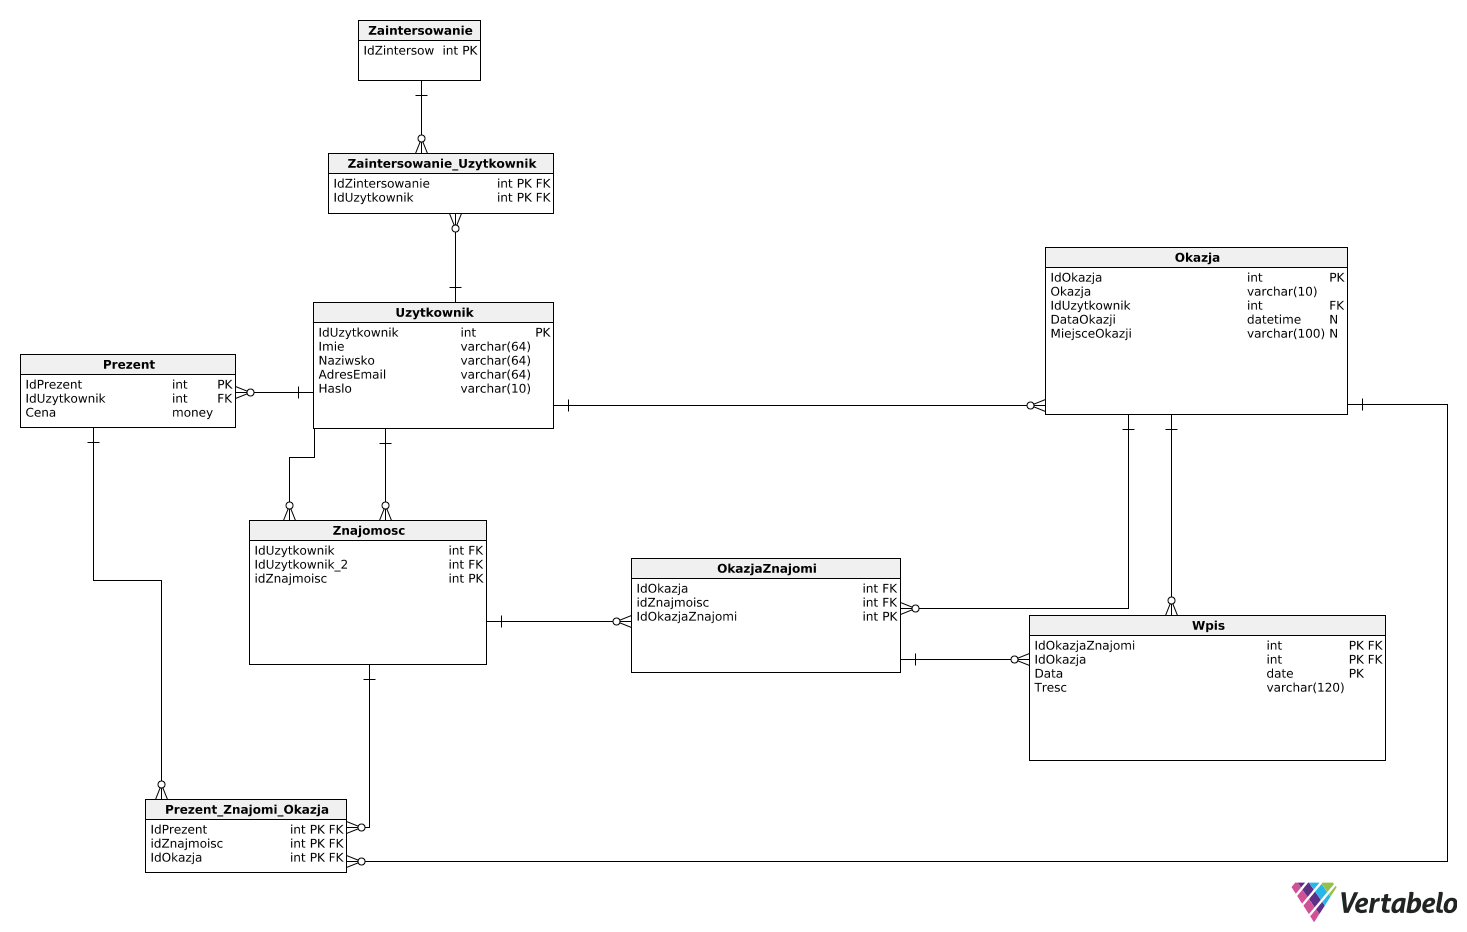 Zaintersowanie
IdZintersow int PK
Zaintersowanie_Uzytkownik
IdZintersowanie int PK FK
IdUzytkownik int PK FK
Okazja
IdOkazja int PK
Okazja varchar(10)
IdUzytkownik int FK
DataOkazji datetime N
MiejsceOkazji varchar(100) N
Uzytkownik
IdUzytkownik int PK
Imie varchar(64)
Naziwsko varchar(64)
AdresEmail varchar(64)
Haslo varchar(10)
Prezent
IdPrezent int PK
IdUzytkownik int FK
Cena money
Znajomosc
IdUzytkownik int FK
IdUzytkownik_2 int FK
idZnajmoisc int PK
OkazjaZnajomi
IdOkazja int FK
idZnajmoisc int FK
IdOkazjaZnajomi int PK
Wpis
IdOkazjaZnajomi int PK FK
IdOkazja int PK FK
Data date PK
Tresc varchar(120)
Prezent_Znajomi_Okazja
IdPrezent int PK FK
idZnajmoisc int PK FK
IdOkazja int PK FK
Vertabelo